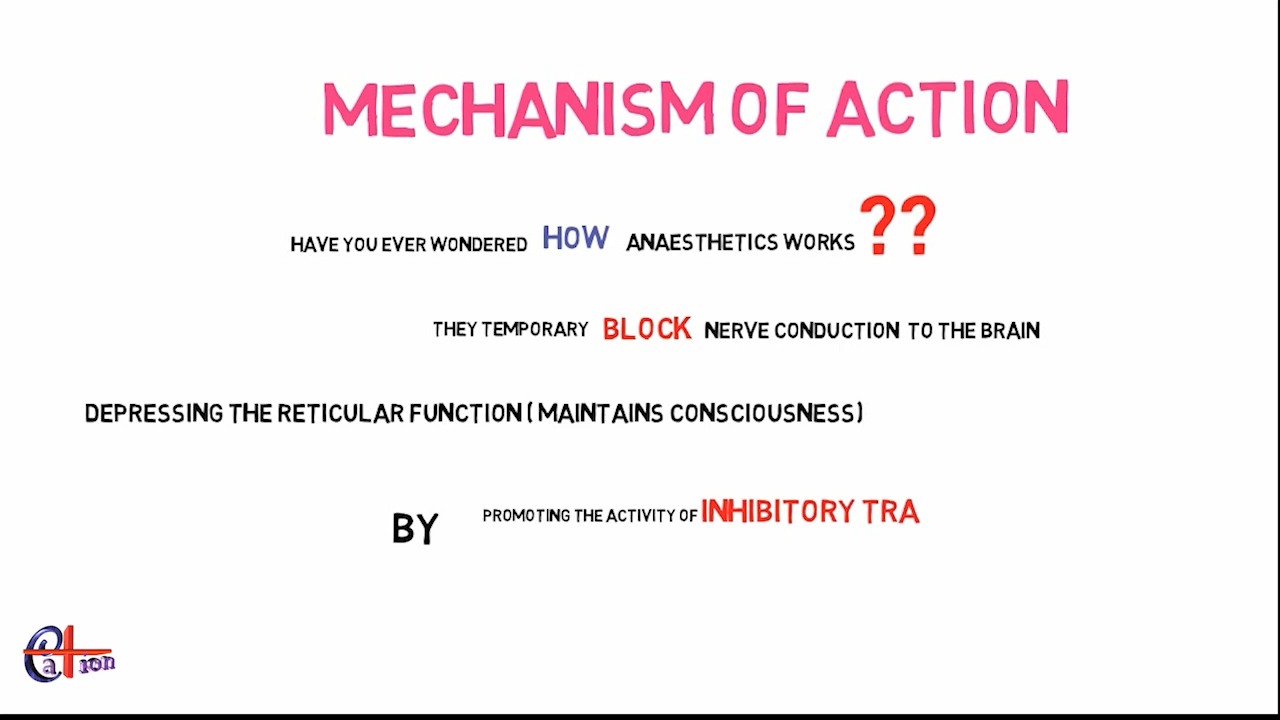 MECHANISM OF ACTION
HAVE YOU EVER WONDERED HOW ANAESTHETICS WORKS ??
THEY TEMPORARY BLOCK NERVE CONDUCTION TO THE BRAIN
DEPRESSING THE RETICULAR FUNCTION ( MAINTAINS CONSCIOUSNESS)
BY PROMOTING THE ACTIVITY OF INHIBITORY TRA
Cation